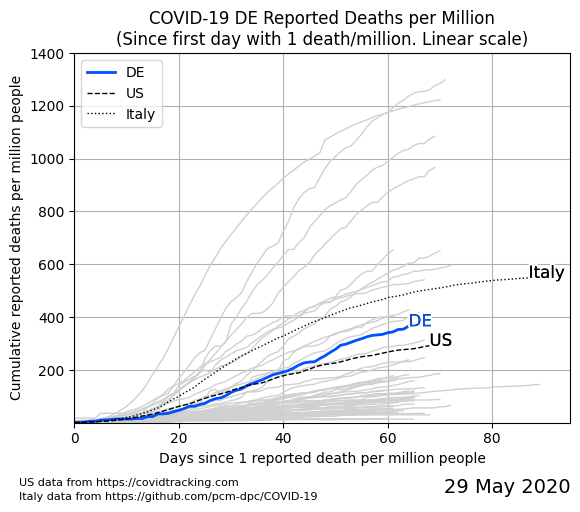 COVID-19 DE Reported Deaths per Million
(Since first day with 1 death/million. Linear scale)
Cumulative reported deaths per million people
1400
1200
1000
800
600
400
200
DE
US
Italy
Italy
DE
US
0 20 40 60 80
Days since 1 reported death per million people
US data from https://covidtracking.com
Italy data from https://github.com/pcm-dpc/COVID-19
29 May 2020